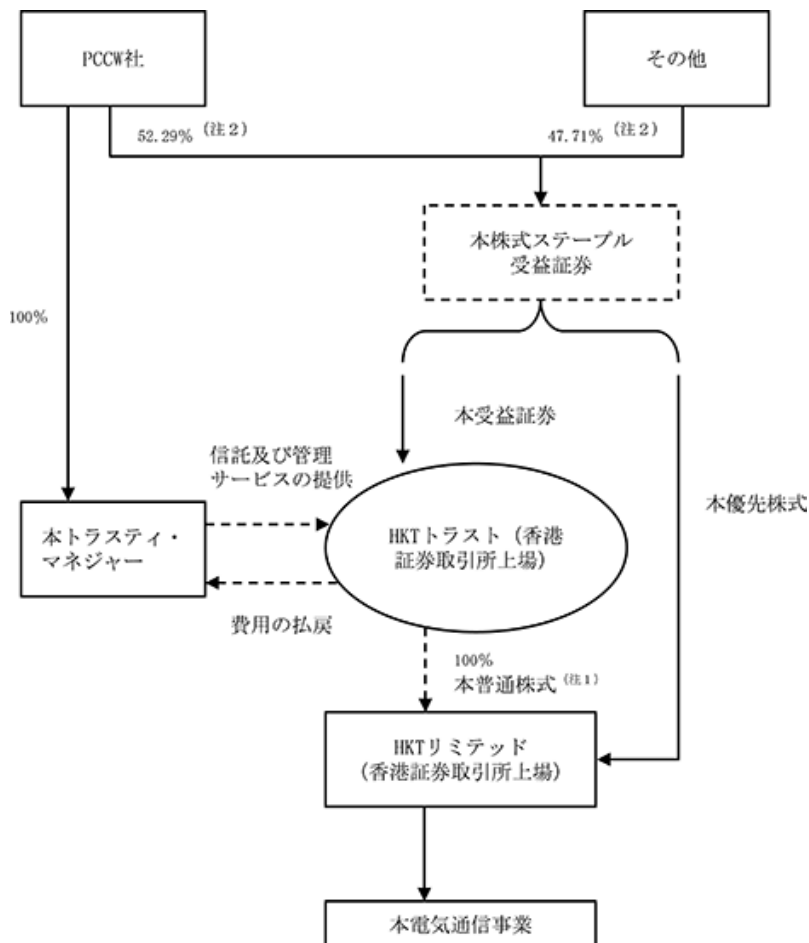 PCCW社
その他
52.29% (注2)
47.71% (注2)
本株式ステープル
受益証券
100%
本受益証券
信託及び管理
サービスの提供
本優先株式
本トラスティ・
マネジャー
HKTトラスト (香港
証券取引所上場)
費用の払戻
100%
本普通株式 (注1)
HKTリミテッド
(香港証券取引所上場)
本電気通信事業